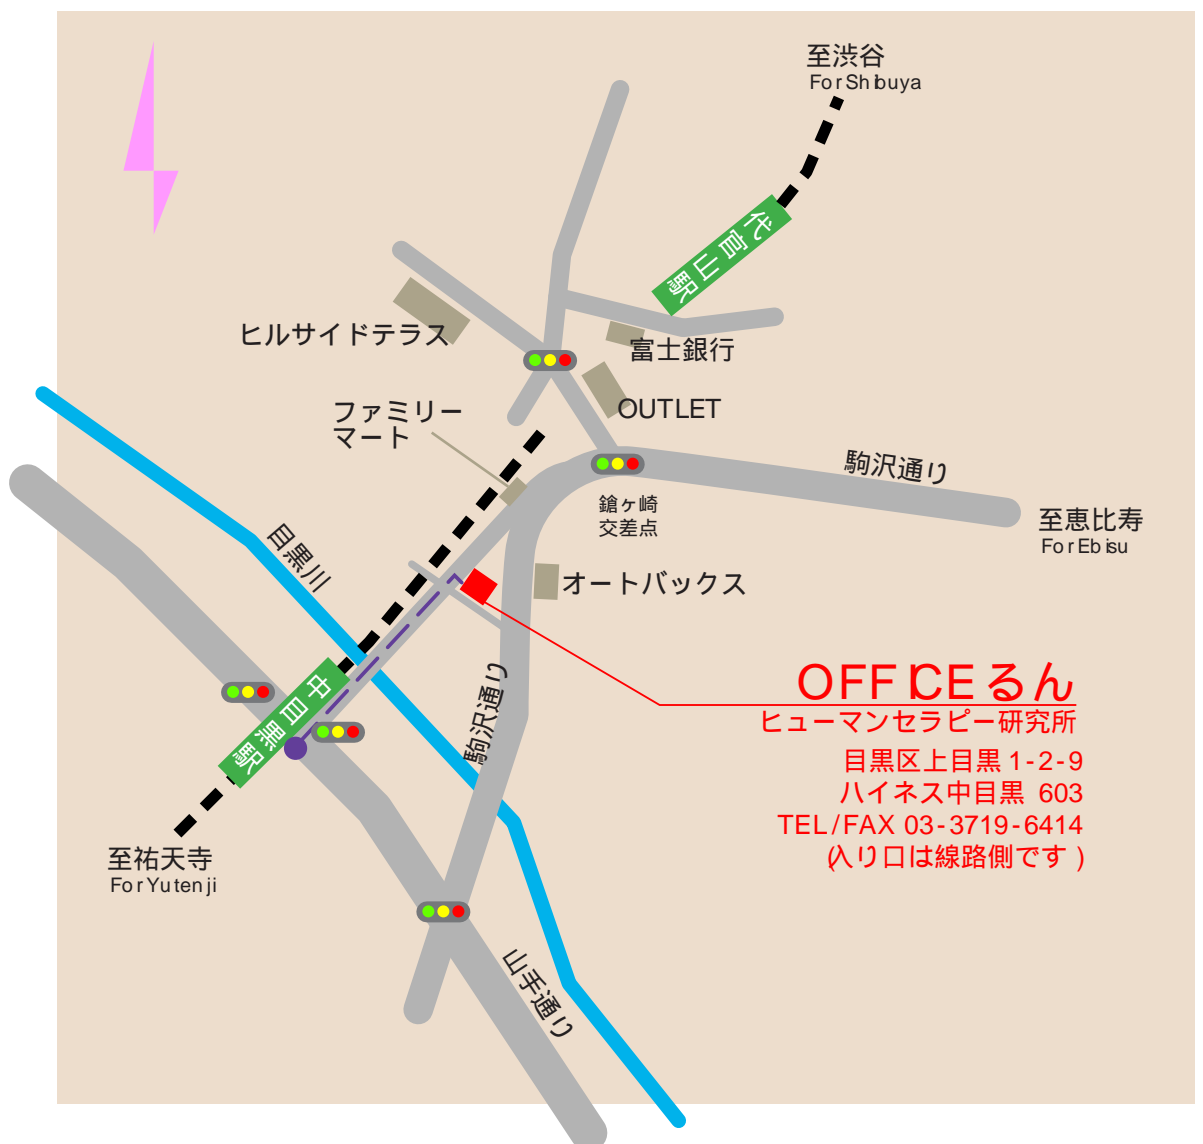 至渋谷
For Shibuya
代官山駅
ヒルサイドテラス
富士銀行
OUTLET
ファミリー
マート
駒沢通り
鎗ヶ崎
交差点
至恵比寿
For Ebisu
目黒川
オートバックス
中目黒駅
駒沢通り
OFFICEるん
ヒューマンセラピー研究所
目黒区上目黒 1-2-9
ハイネス中目黒 603
TEL/FAX 03-3719-6414
(入り口は線路側です)
至祐天寺
For Yutenji
山手通り